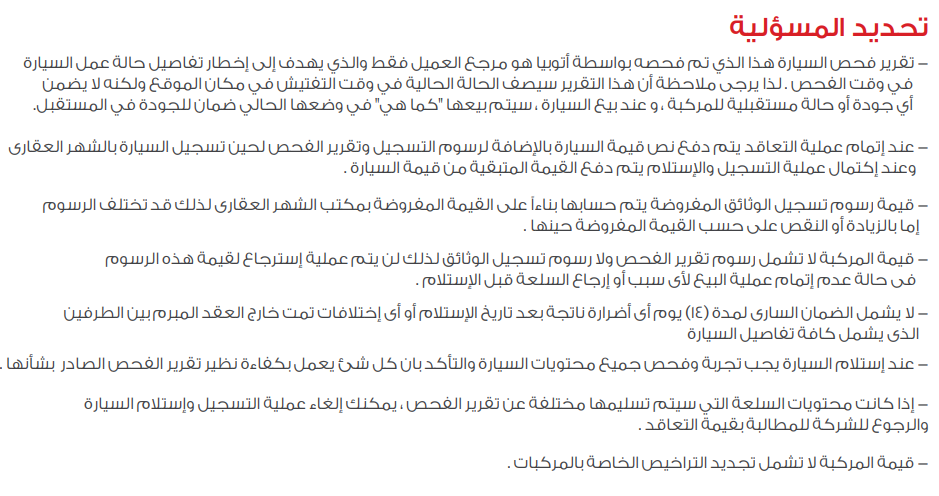 تحديد المسؤلية
– تقرير فحص السيارة هذا الذي تم فحصه بواسطة أتوبيا هو مرجع العميل فقط والذي يهدف إلى إخطار تفاصيل حالة عمل السيارة
في وقت الفحص . لذا يرجى ملاحظة أن هذا التقرير سيصف الحالة الحالية في وقت التفتيش في مكان الموقع ولكنه لا يضمن
أي جودة أو حالة مستقبلية للمركبة ، و عند بيع السيارة ، سيتم بيعها "كما هي" في وضعها الحالي ضمان للجودة في المستقبل.
– عند إتمام عملية التعاقد يتم دفع نص قيمة السيارة بالإضافة لرسوم التسجيل وتقرير الفحص لحين تسجيل السيارة بالشهر العقارى
وعند إكتمال عملية التسجيل والإستلام يتم دفع القيمة المتبقية من قيمة السيارة .
– قيمة رسوم تسجيل الوثائق المفروضة يتم حسابها بناءاً على القيمة المفروضة بمكتب الشهر العقارى لذلك قد تختلف الرسوم
إما بالزيادة أو النقص على حسب القيمة المفروضة حينها .
– قيمة المركبة لا تشمل رسوم تقرير الفحص ولا رسوم تسجيل الوثائق لذلك لن يتم عملية إسترجاع لقيمة هذه الرسوم
فى حالة عدم إتمام عملية البيع لأى سبب أو إرجاع السلعة قبل الإستلام .
– لا يشمل الضمان السارى لمدة (١٤) يوم أى أضرارة ناتجة بعد تاريخ الإستلام أو أى إختلافات تمت خارج العقد المبرم بين الطرفين
الذى يشمل كافة تفاصيل السيارة
– عند إستلام السيارة يجب تجربة وفحص جميع محتويات السيارة والتأكد بان كل شئ يعمل بكفاءة نظير تقرير الفحص الصادر بشأنها .
– إذا كانت محتويات السلعة التي سيتم تسليمها مختلفة عن تقرير الفحص ، يمكنك إلغاء عملية التسجيل وإستلام السيارة
والرجوع للشركة للمطالبة بقيمة التعاقد .
– قيمة المركبة لا تشمل تجديد التراخيص الخاصة بالمركبات .